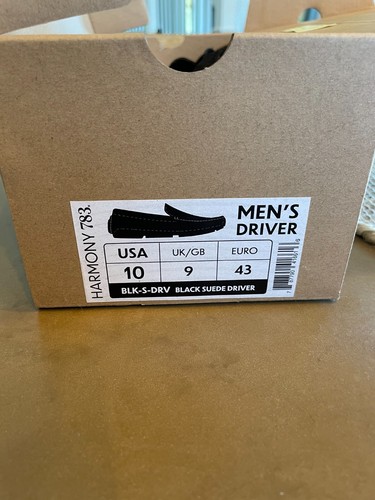 HARMONY 783.
MEN'S
DRIVER
USA UK/GB EURO
10 9 43
BLK-S-DRV BLACK SUEDE DRIVER